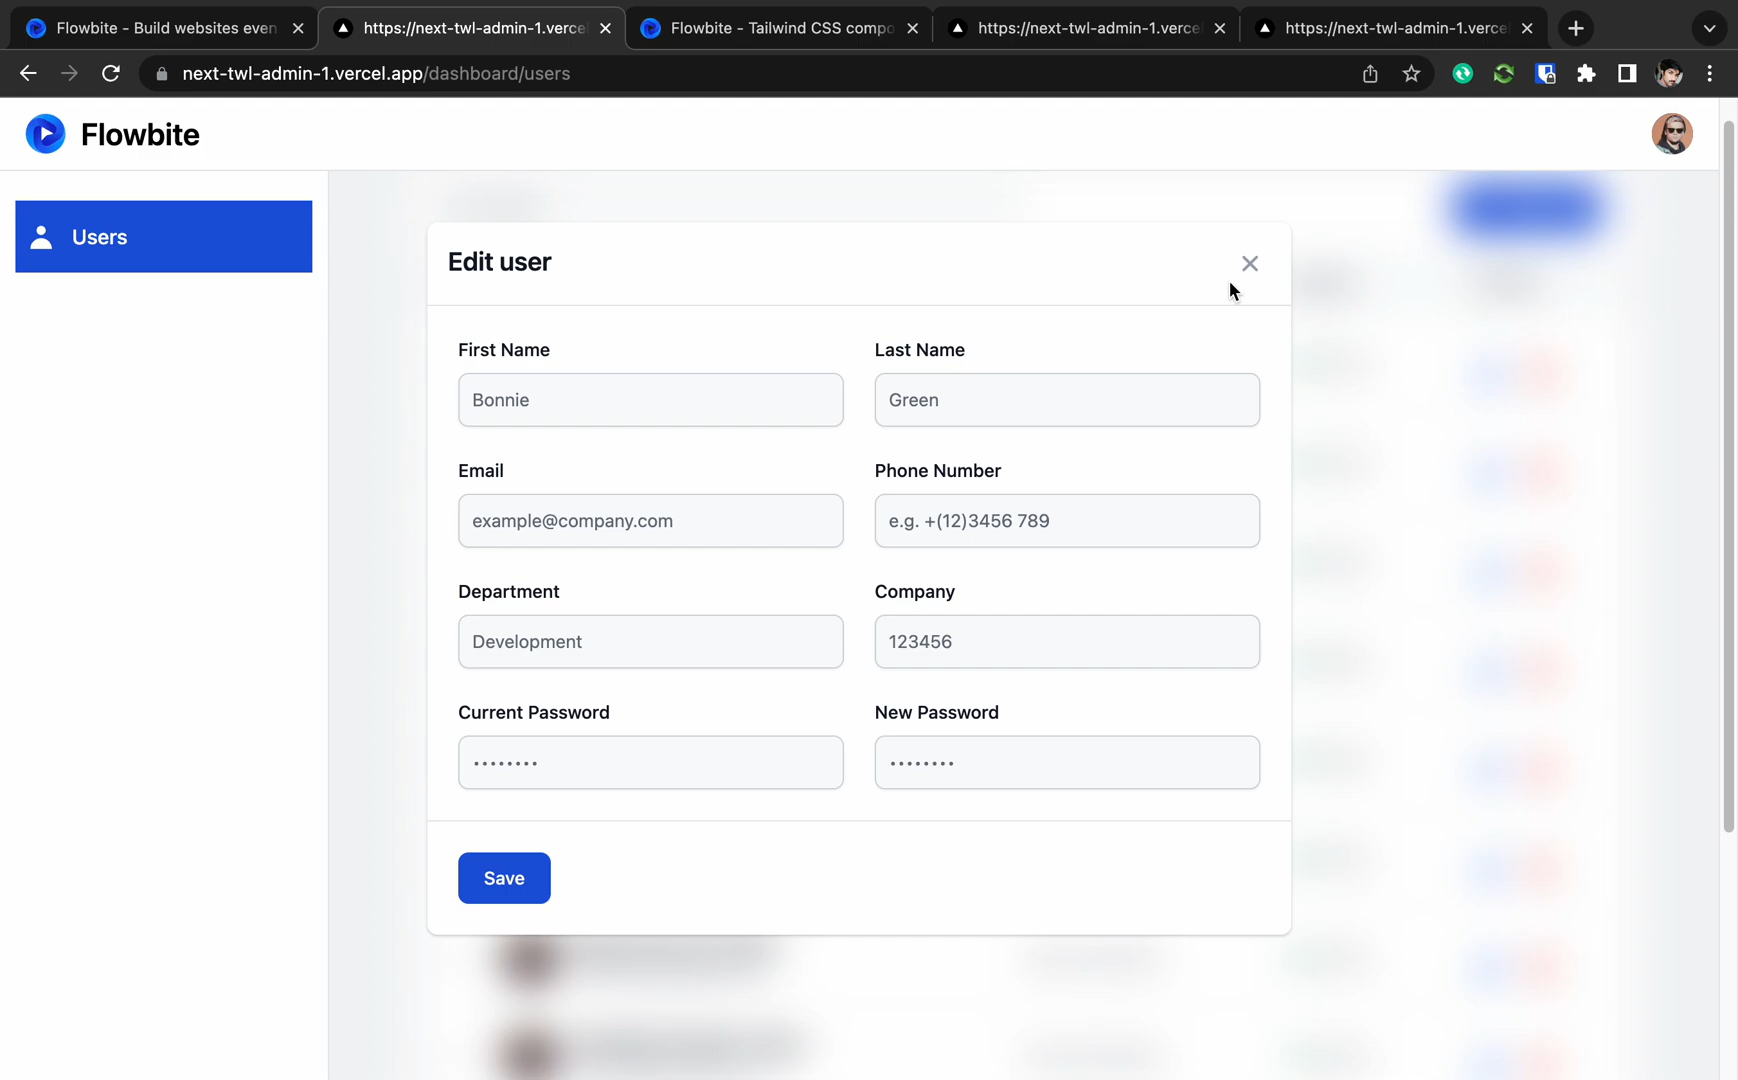 Flowbite - Build websites even
https://next-twl-admin-1.verce
Flowbite - Tailwind CSS compo
https://next-twl-admin-1.verce
https://next-twl-admin-1.verce
next-twl-admin-1.vercel.app/dashboard/users
Flowbite
Users
Edit user
First Name
Last Name
Bonnie
Green
Email
Phone Number
example@company.com
e.g. +(12)3456 789
Department
Company
Development
123456
Current Password
New Password
••••••••
••••••••
Save